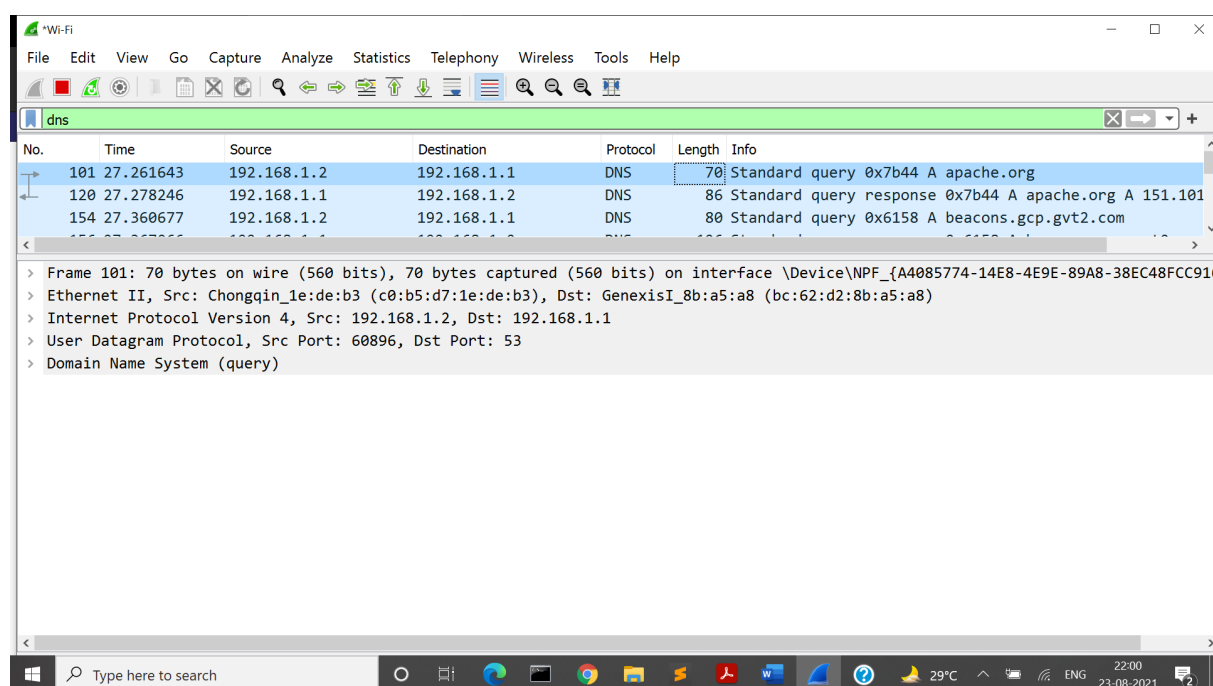 *Wi-Fi
File Edit View Go Capture Analyze Statistics Telephony Wireless Tools Help
dns
No. Time Source Destination Protocol Length Info
101 27.261643 192.168.1.2 192.168.1.1 DNS 70 Standard query 0x7b44 A apache.org
120 27.278246 192.168.1.1 192.168.1.2 DNS 86 Standard query response 0x7b44 A apache.org A 151.101
154 27.360677 192.168.1.2 192.168.1.1 DNS 80 Standard query 0x6158 A beacons.gcp.gvt2.com
> Frame 101: 70 bytes on wire (560 bits), 70 bytes captured (560 bits) on interface \Device\NPF_{A4085774-14E8-4E9E-89A8-38EC48FCC91
> Ethernet II, Src: Chongqin_1e:de:b3 (c0:b5:d7:1e:de:b3), Dst: GenexisI_8b:a5:a8 (bc:62:d2:8b:a5:a8)
> Internet Protocol Version 4, Src: 192.168.1.2, Dst: 192.168.1.1
> User Datagram Protocol, Src Port: 60896, Dst Port: 53
> Domain Name System (query)
Type here to search
29°C
ENG
22:00
23-08-2021
2